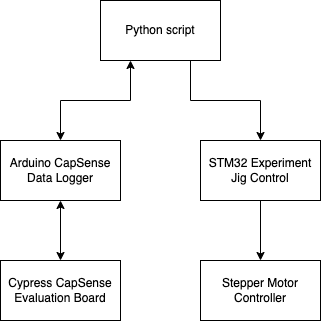 Python script
Arduino CapSense
Data Logger
STM32 Experiment
Jig Control
Cypress CapSense
Evaluation Board
Stepper Motor
Controller